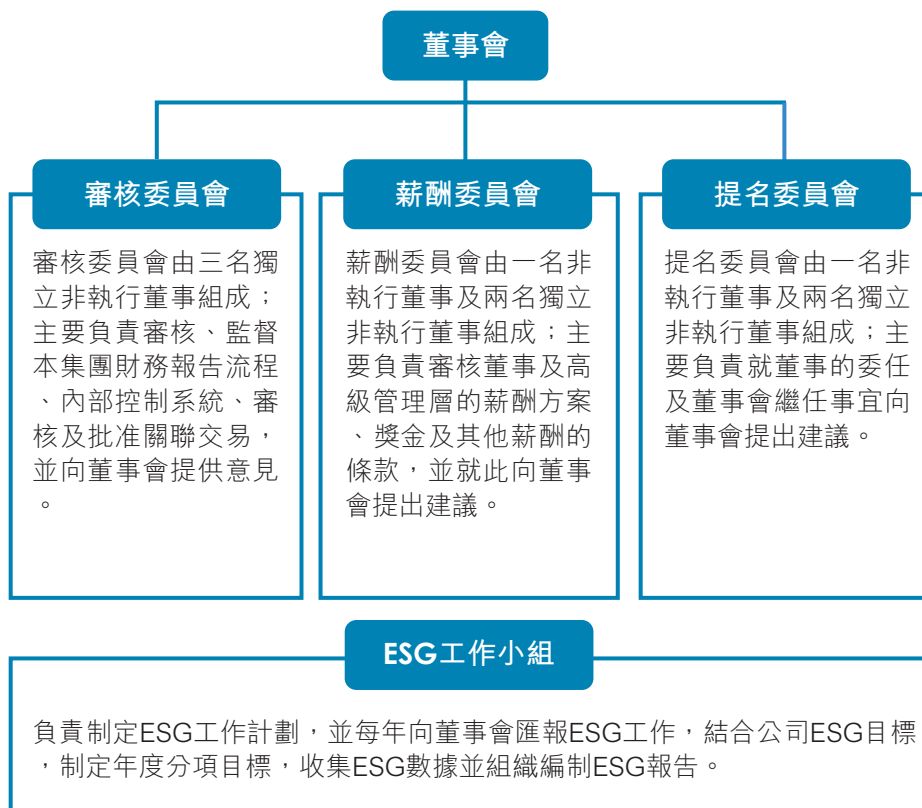 董事會
審核委員會
審核委員會由三名獨
立非執行董事組成；
主要負責審核、監督
本集團財務報告流程
、內部控制系統、審
核及批准關聯交易，
並向董事會提供意見
。
薪酬委員會
薪酬委員會由一名非
執行董事及兩名獨立
非執行董事組成；主
要負責審核董事及高
級管理層的薪酬方案
、獎金及其他薪酬的
條款，並就此向董事
會提出建議。
提名委員會
提名委員會由一名非
執行董事及兩名獨立
非執行董事組成；主
要負責就董事的委任
及董事會繼任事宜向
董事會提出建議。
ESG工作小組
負責制定ESG工作計劃，並每年向董事會匯報ESG工作，結合公司ESG目標
，制定年度分項目標，收集ESG數據並組織編制ESG報告。